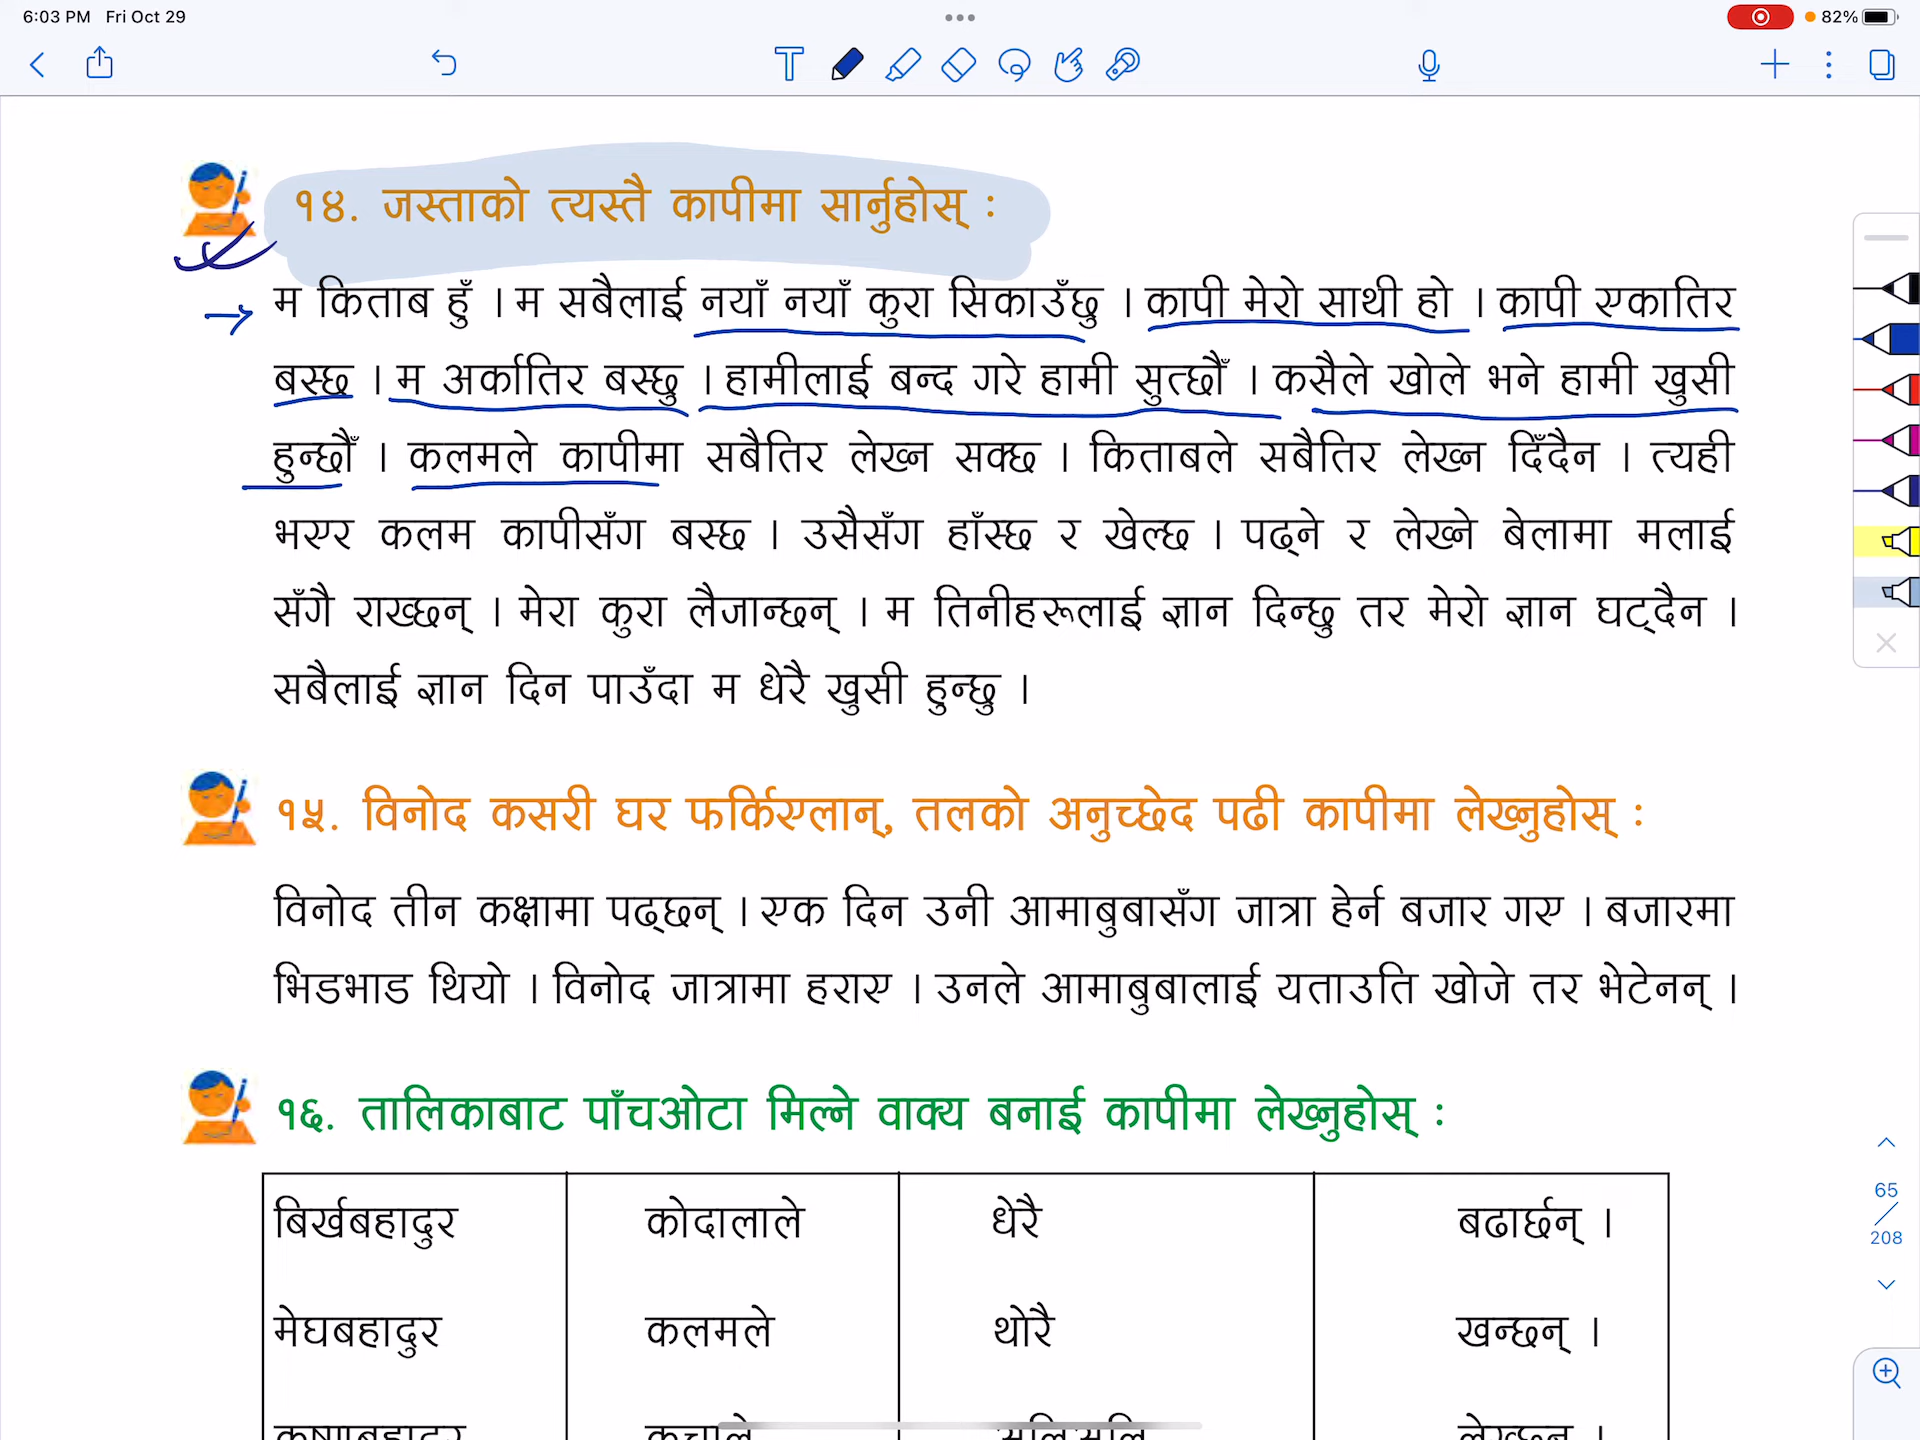 6:03 PM Fri Oct 29
82%
१४. जस्ताको त्यस्तै कापीमा सार्नुहोस् :
म किताब हुँ । म सबैलाई नयाँ नयाँ कुरा सिकाउँछु । कापी मेरो साथी हो । कापी एकातिर
बस्छ । म अर्कातिर बस्छु । हामीलाई बन्द गरे हामी सुत्छौँ । कसैले खोले भने हामी खुसी
हुन्छौँ । कलमले कापीमा सबैतिर लेख्न सक्छ । किताबले सबैतिर लेख्न दिँदैन । त्यही
भएर कलम कापीसँग बस्छ । उसैसँग हाँस्छ र खेल्छ । पढ्ने र लेख्ने बेलामा मलाई
सँगै राख्छन् । मेरा कुरा लैजान्छन् । म तिनीहरूलाई ज्ञान दिन्छु तर मेरो ज्ञान घट्दैन ।
सबैलाई ज्ञान दिन पाउँदा म धेरै खुसी हुन्छु ।
१५. विनोद कसरी घर फर्किएलान्, तलको अनुच्छेद पढी कापीमा लेख्नुहोस् :
विनोद तीन कक्षामा पढ्छन् । एक दिन उनी आमाबुबासँग जात्रा हेर्न बजार गए । बजारमा
भिडभाड थियो । विनोद जात्रामा हराए । उनले आमाबुबालाई यताउति खोजे तर भेटेनन् ।
१६. तालिकाबाट पाँचओटा मिल्ने वाक्य बनाई कापीमा लेख्नुहोस् :
बिर्खबहादुर कोदालाले धेरै बढार्छन् ।
मेघबहादुर कलमले थोरै खन्छन् ।
65
208